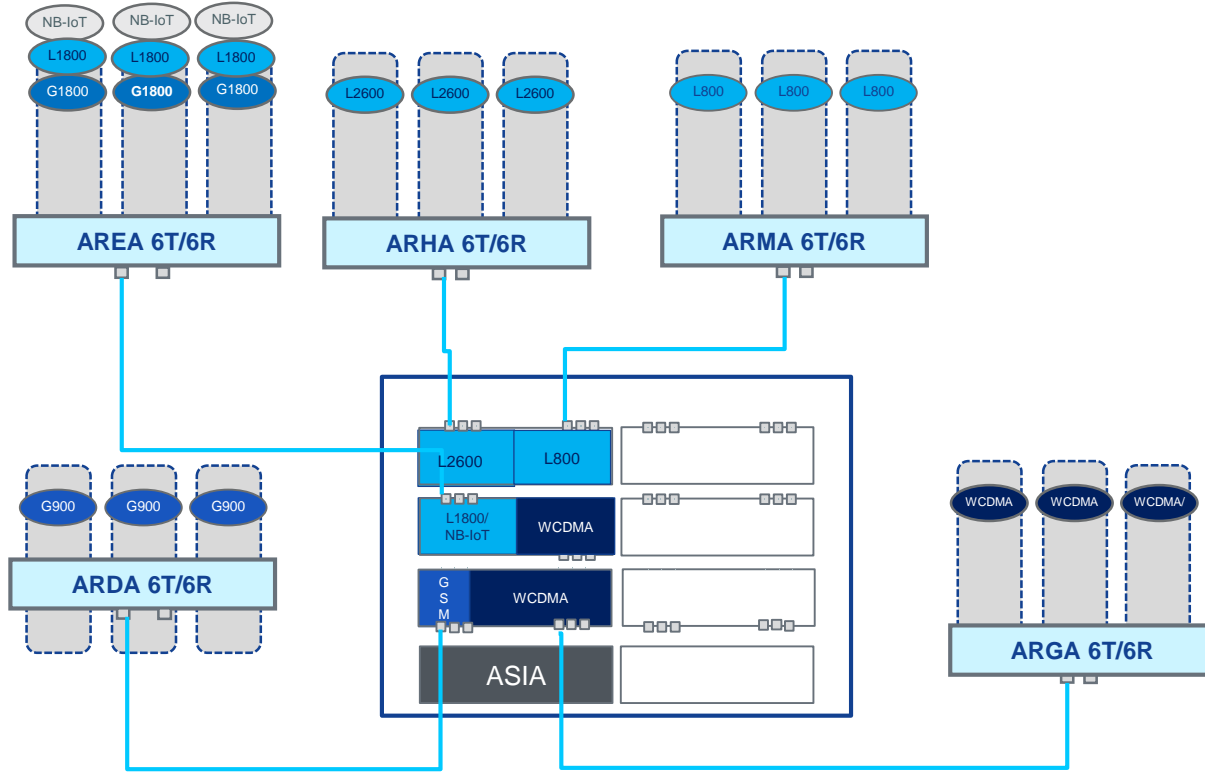 NB-IoT
NB-IoT
NB-IoT
L1800
L1800
L1800
G1800
G1800
G1800
AREA 6T/6R
L2600
L2600
L2600
ARHA 6T/6R
L800
L800
L800
ARMA 6T/6R
L2600
L800
L1800/
NB-IoT
WCDMA
G
S
M
WCDMA
ASIA
G900
G900
G900
ARDA 6T/6R
WCDMA
WCDMA
WCDMA/
ARGA 6T/6R